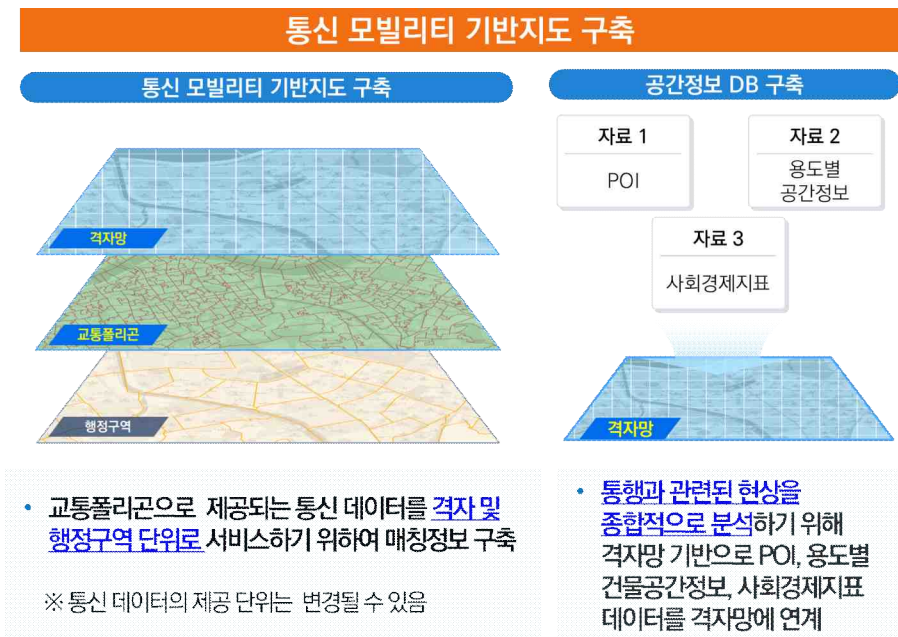 통신 모빌리티 기반지도 구축
통신 모빌리티 기반지도 구축
격자망
교통폴리곤
행정구역
• 교통폴리곤으로 제공되는 통신 데이터를 격자 및
행정구역 단위로 서비스하기 위하여 매칭정보 구축
※ 통신 데이터의 제공 단위는 변경될 수 있음
공간정보 DB 구축
자료 1
POI
자료 2
용도별
공간정보
자료 3
사회경제지표
격자망
• 통행과 관련된 현상을
종합적으로 분석하기 위해
격자망 기반으로 POI, 용도별
건물공간정보, 사회경제지표
데이터를 격자망에 연계